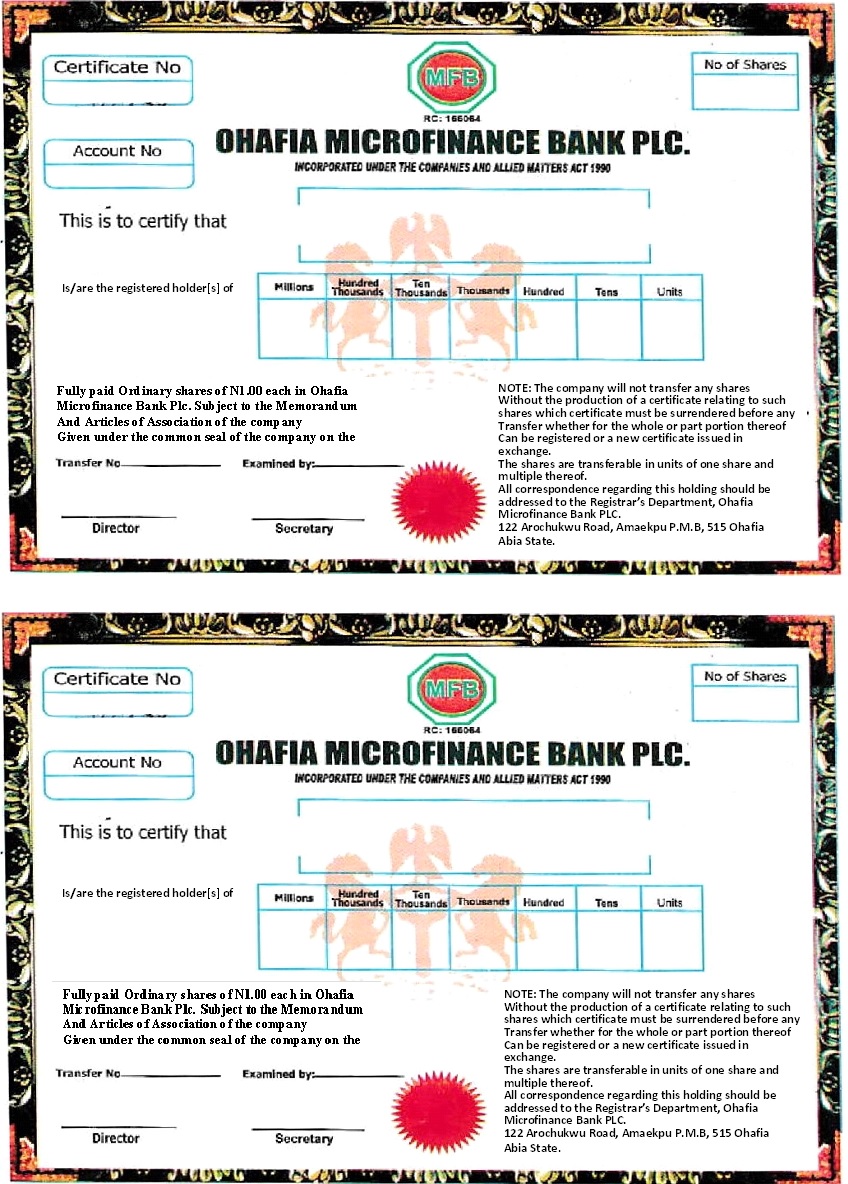 Certificate No
MFB
No of Shares
RC: 166064
OHAFIA MICROFINANCE BANK PLC.
Account No
INCORPORATED UNDER THE COMPANIES AND ALLIED MATTERS ACT 1990
This is to certify that
Is/are the registered holder[s] of
Millions Hundred Thousands Ten Thousands Thousands Hundred Tens Units
Fully paid Ordinary shares of N1.00 each in Ohafia
Microfinance Bank Plc. Subject to the Memorandum
And Articles of Association of the company
Given under the common seal of the company on the
Transfer No Examined by:
Director Secretary
NOTE: The company will not transfer any shares
Without the production of a certificate relating to such
shares which certificate must be surrendered before any
Transfer whether for the whole or part portion thereof
Can be registered or a new certificate issued in
exchange.
The shares are transferable in units of one share and
multiple thereof.
All correspondence regarding this holding should be
addressed to the Registrar’s Department, Ohafia
Microfinance Bank PLC.
122 Arochukwu Road, Amaekpu P.M.B, 515 Ohafia
Abia State.
Certificate No
MFB
No of Shares
RC: 166064
OHAFIA MICROFINANCE BANK PLC.
Account No
INCORPORATED UNDER THE COMPANIES AND ALLIED MATTERS ACT 1990
This is to certify that
Is/are the registered holder[s] of
Millions Hundred Thousands Ten Thousands Thousands Hundred Tens Units
Fully paid Ordinary shares of N1.00 each in Ohafia
Microfinance Bank Plc. Subject to the Memorandum
And Articles of Association of the company
Given under the common seal of the company on the
Transfer No Examined by:
Director Secretary
NOTE: The company will not transfer any shares
Without the production of a certificate relating to such
shares which certificate must be surrendered before any
Transfer whether for the whole or part portion thereof
Can be registered or a new certificate issued in
exchange.
The shares are transferable in units of one share and
multiple thereof.
All correspondence regarding this holding should be
addressed to the Registrar’s Department, Ohafia
Microfinance Bank PLC.
122 Arochukwu Road, Amaekpu P.M.B, 515 Ohafia
Abia State.